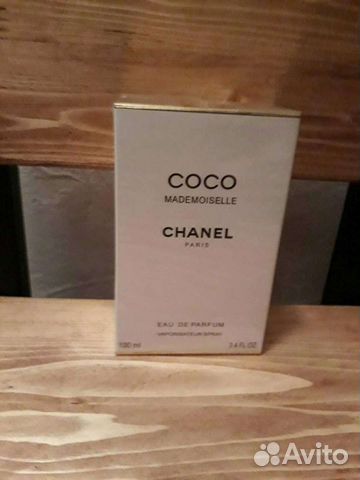 COCO
MADEMOISELLE
CHANEL
PARIS
EAU DE PARFUM
VAPORISATEUR SPRAY
100 ml 3.4 FL. OZ
Avito